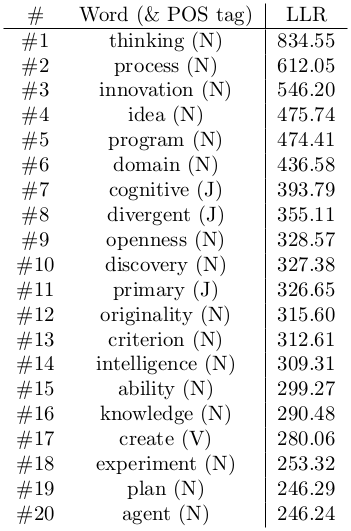 # Word (& POS tag) LLR
#1 thinking (N) 834.55
#2 process (N) 612.05
#3 innovation (N) 546.20
#4 idea (N) 475.74
#5 program (N) 474.41
#6 domain (N) 436.58
#7 cognitive (J) 393.79
#8 divergent (J) 355.11
#9 openness (N) 328.57
#10 discovery (N) 327.38
#11 primary (J) 326.65
#12 originality (N) 315.60
#13 criterion (N) 312.61
#14 intelligence (N) 309.31
#15 ability (N) 299.27
#16 knowledge (N) 290.48
#17 create (V) 280.06
#18 experiment (N) 253.32
#19 plan (N) 246.29
#20 agent (N) 246.24